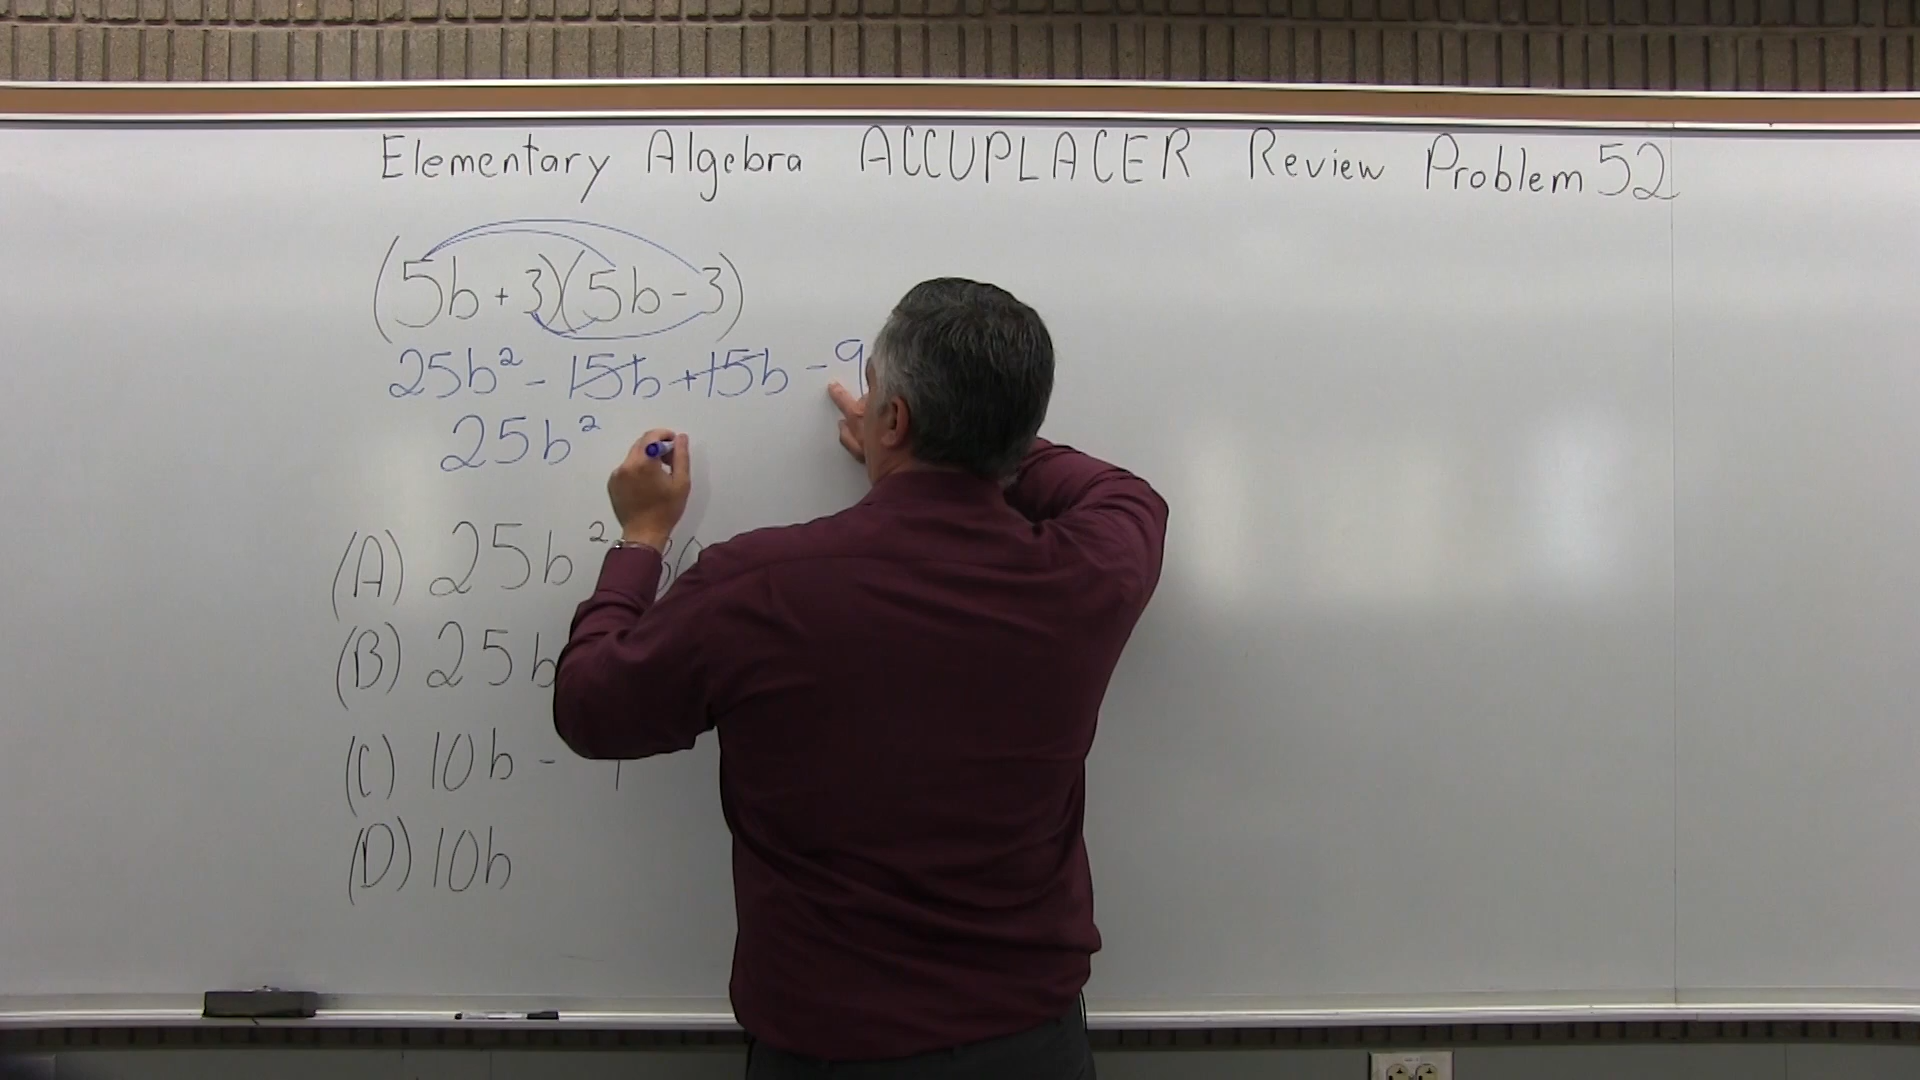 Elementary Algebra ACCUPLACER Review Problem 52
(5b+3)(5b-3)
25b² - 15b + 15b - 9
25b²
(A) 25b²
(B) 25b
(C) 10b -
(D) 10b